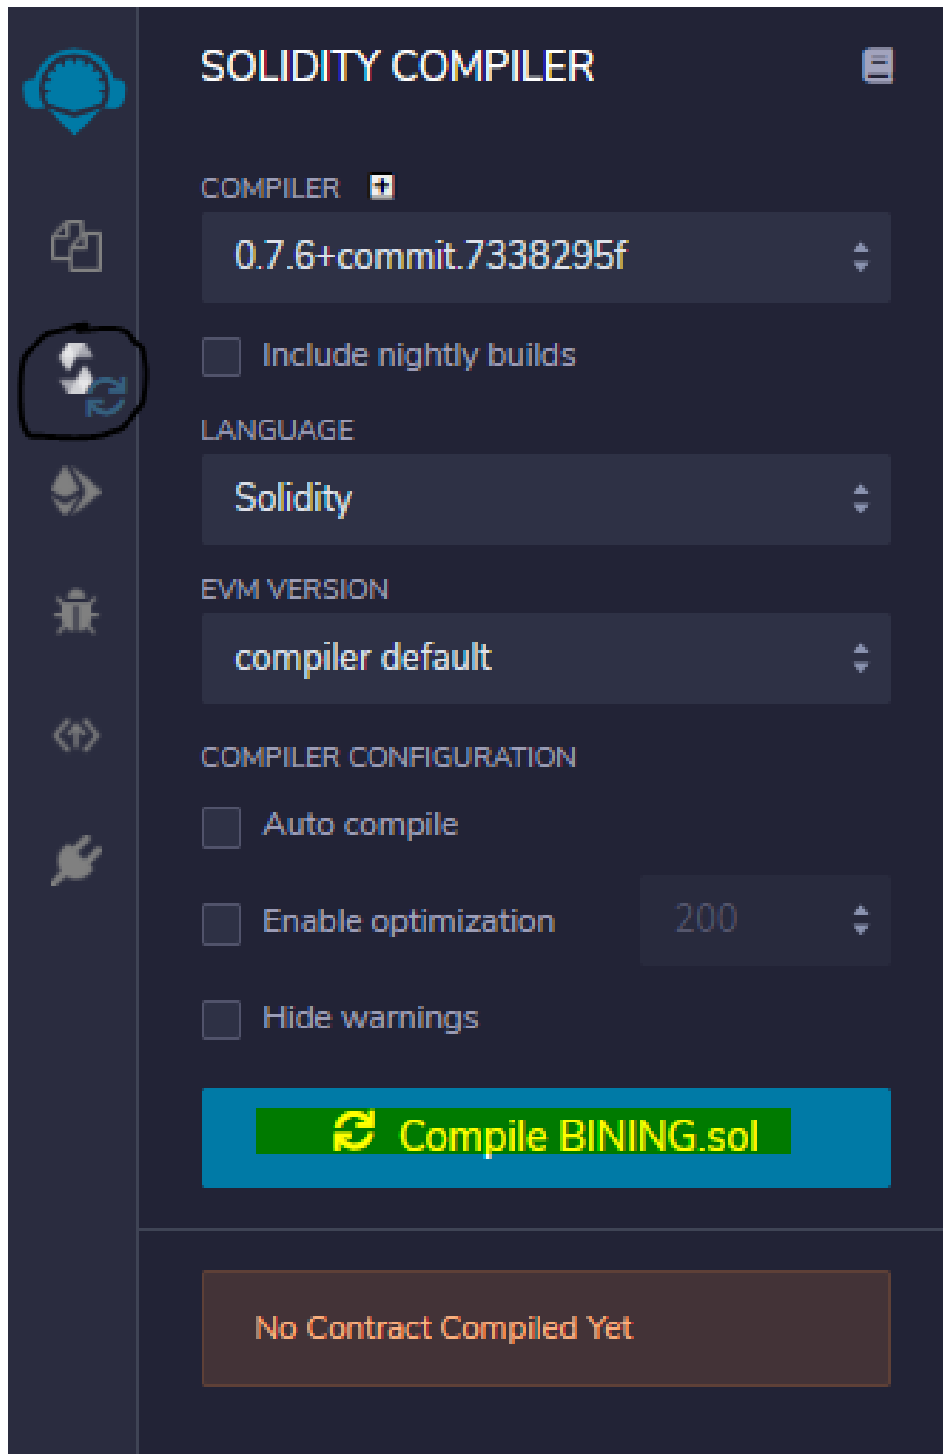 SOLIDITY COMPILER
COMPILER
0.7.6+commit.7338295f
Include nightly builds
LANGUAGE
Solidity
EVM VERSION
compiler default
COMPILER CONFIGURATION
Auto compile
Enable optimization 200
Hide warnings
Compile BINING.sol
No Contract Compiled Yet